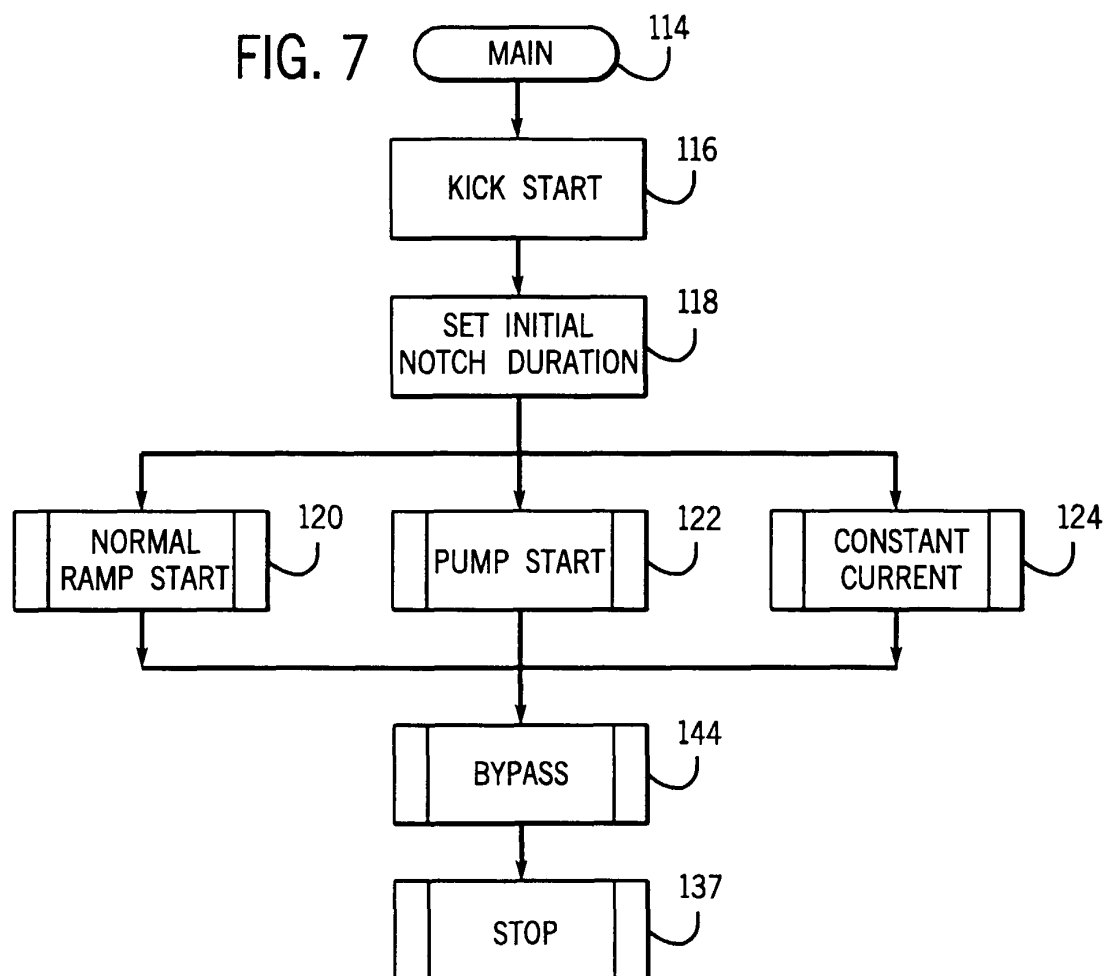 FIG. 7
MAIN
114
KICK START
116
SET INITIAL
NOTCH DURATION
118
NORMAL
RAMP START
120
PUMP START
122
CONSTANT
CURRENT
124
BYPASS
144
STOP
137